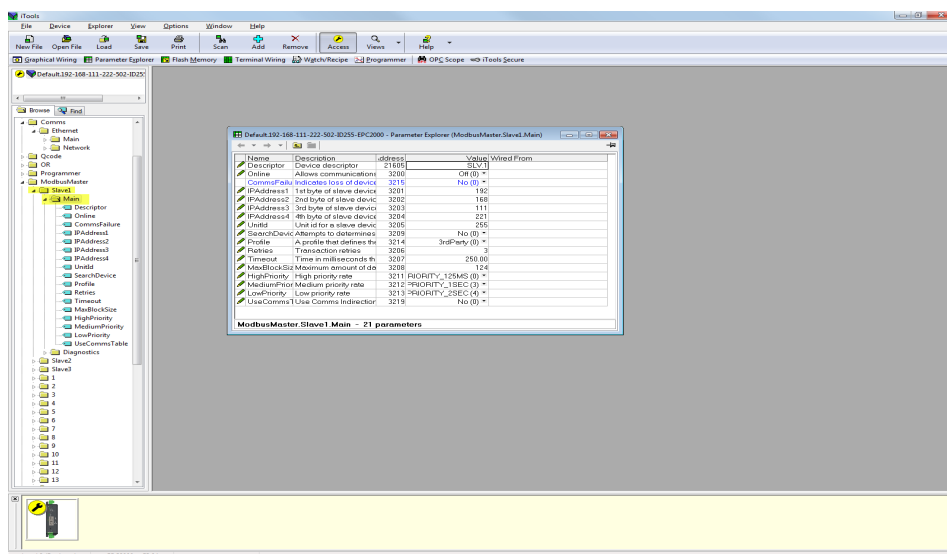 iTools
File Device Explorer View Options Window Help
New File Open File Load Save Print Scan Add Remove Access Views Help
Graphical Wiring Parameter Explorer Flash Memory Terminal Wiring Watch/Recipe Programmer OPC Scope iTools Secure
Default.192-168-111-222-502-ID25
Browse Find
Comms
Ethernet
Main
Network
Qcode
OR
Programmer
ModbusMaster
Slave1
Main
Descriptor
Online
CommsFailure
IPAddress1
IPAddress2
IPAddress3
IPAddress4
UnitId
SearchDevice
Profile
Retries
Timeout
MaxBlockSize
HighPriority
MediumPriority
LowPriority
UseCommsTable
Diagnostics
Slave2
Slave3
1
2
3
4
5
6
7
8
9
10
11
12
13
Default.192-168-111-222-502-ID255-EPC2000 - Parameter Explorer (ModbusMaster.Slave1.Main)
Name Description ddress Value Wired From
Descriptor Device descriptor 21605 SLV.1
Online Allows communications 3200 Off (0)
CommsFailu Indicates loss of device 3215 No (0)
IPAddress1 1st byte of slave device 3201 192
IPAddress2 2nd byte of slave devic 3202 168
IPAddress3 3rd byte of slave devic 3203 111
IPAddress4 4th byte of slave device 3204 221
UnitId Unit id for a slave devic 3205 255
SearchDevic Attempts to determines 3209 No (0)
Profile A profile that defines the 3214 3rdParty (0)
Retries Transaction retries 3206 3
Timeout Time in milliseconds th 3207 250.00
MaxBlockSiz Maximum amount of da 3208 124
HighPriority High priority rate 3211 RIORITY_125MS (0)
MediumPrior Medium priority rate 3212 PRIORITY_1SEC (3)
LowPriority Low priority rate 3213 PRIORITY_2SEC (4)
UseCommsT Use Comms Indirection 3219 No (0)
ModbusMaster.Slave1.Main - 21 parameters